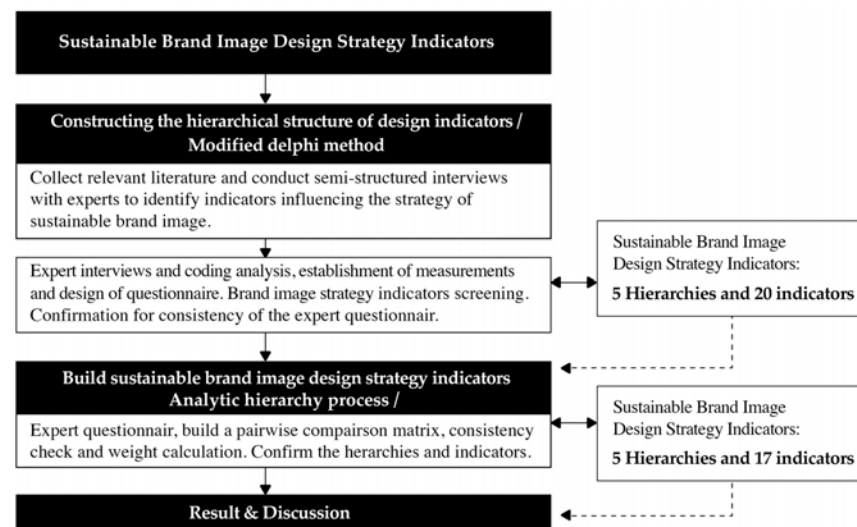 Sustainable Brand Image Design Strategy Indicators
Constructing the hierarchical structure of design indicators /
Modified delphi method
Collect relevant literature and conduct semi-structured interviews
with experts to identify indicators influencing the strategy of
sustainable brand image.
Expert interviews and coding analysis, establishment of measurements
and design of questionnaire. Brand image strategy indicators screening.
Confirmation for consistency of the expert questionnair.
Sustainable Brand Image
Design Strategy Indicators:
5 Hierarchies and 20 indicators
Build sustainable brand image design strategy indicators
Analytic hierarchy process /
Expert questionnair, build a pairwise compairson matrix, consistency
check and weight calculation. Confirm the herarchies and indicators.
Sustainable Brand Image
Design Strategy Indicators:
5 Hierarchies and 17 indicators
Result & Discussion